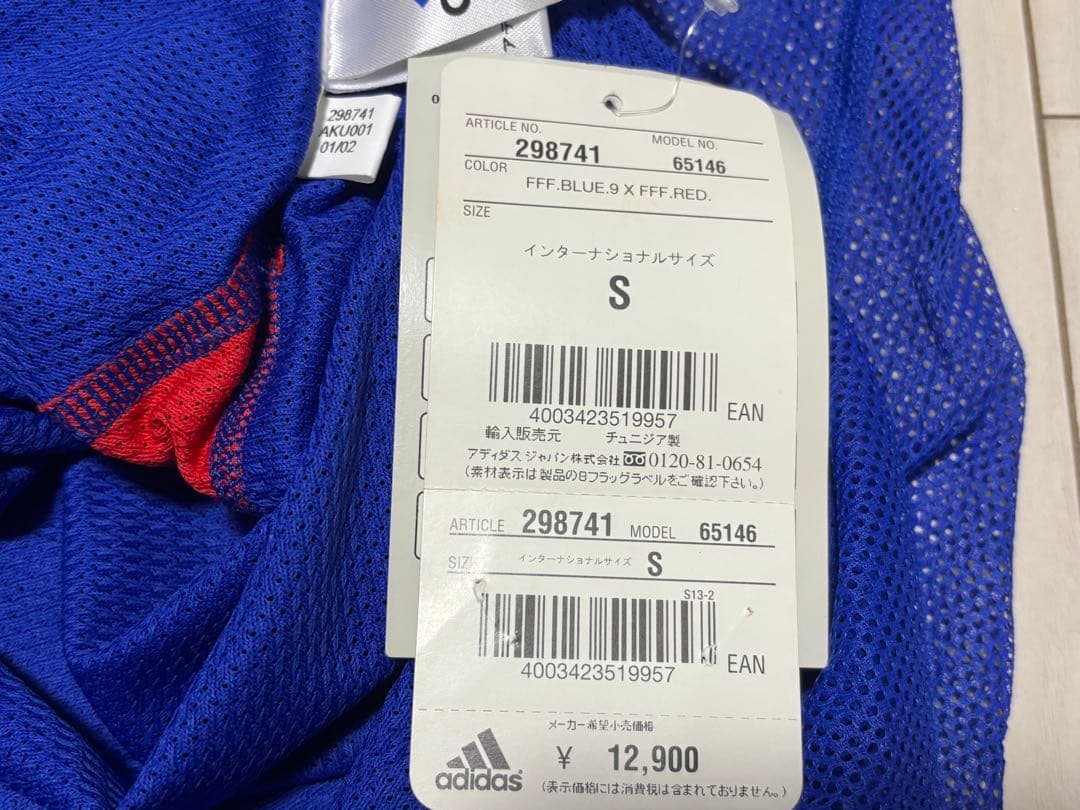 298741
AKU001
01/02
ARTICLE NO.
MODEL NO.
298741
65146
COLOR
FFF.BLUE.9 X FFF.RED.
SIZE
インターナショナルサイズ
S
4003423519957
EAN
輸入販売元 チュニジア製
アディダス ジャパン株式会社 0120-81-0654
(素材表示は製品の8フラッグラベルをご確認下さい。)
ARTICLE 298741 MODEL 65146
インターナショナルサイズ S
S13-2
4003423519957
EAN
メーカー希望小売価格
¥ 12,900
adidas
(表示価格には消費税は含まれておりません。)